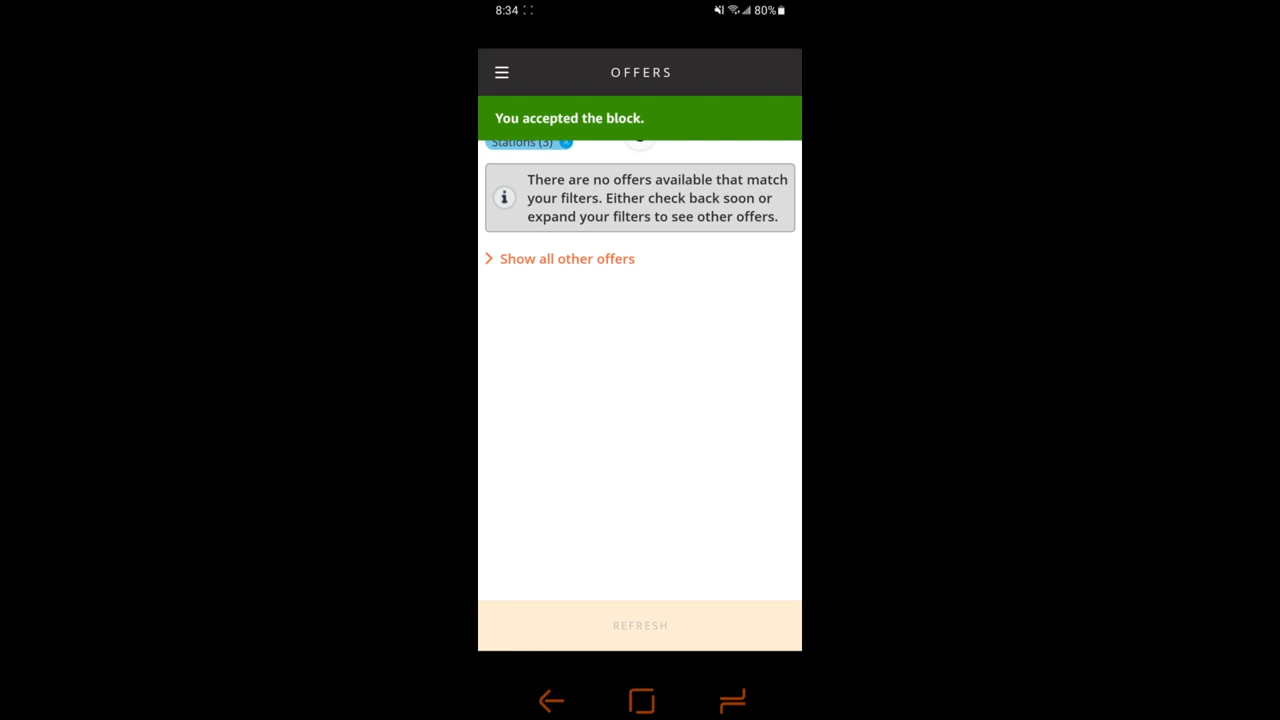 8:34
80%
OFFERS
You accepted the block.
Stations (3)
There are no offers available that match
your filters. Either check back soon or
expand your filters to see other offers.
Show all other offers
REFRESH